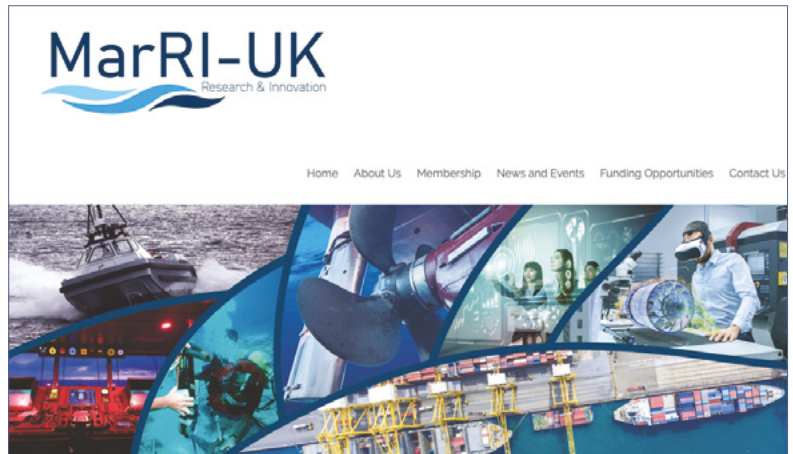 MarRI-UK
Research & Innovation
Home About Us Membership News and Events Funding Opportunities Contact Us